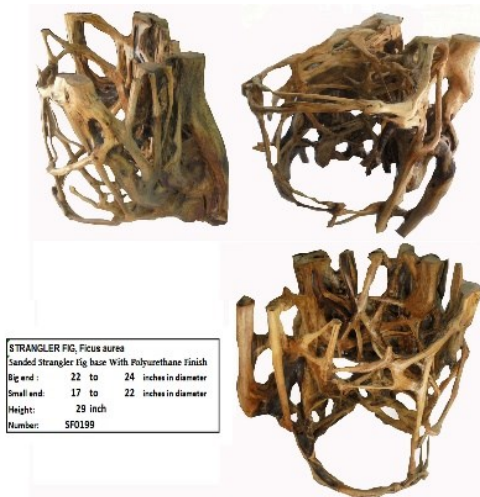 STRANGLER FIG, Ficus aurea
Sanded Strangler Fig base With Polyurethane Finish
Big end : 22 to 24 inches in diameter
Small end: 17 to 22 inches in diameter
Height: 29 inch
Number: SF0199